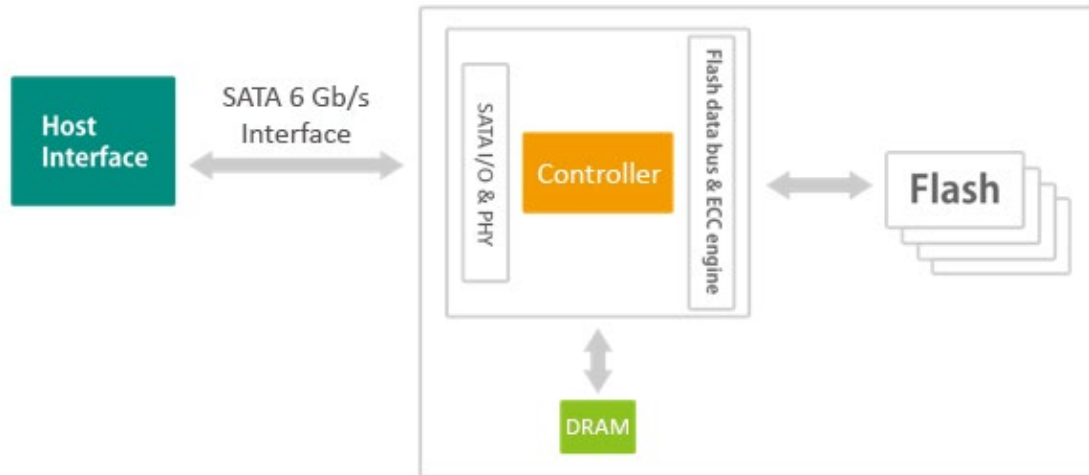 Host
Interface
SATA 6 Gb/s
Interface
SATA I/O & PHY
Controller
Flash data bus & ECC engine
Flash
DRAM